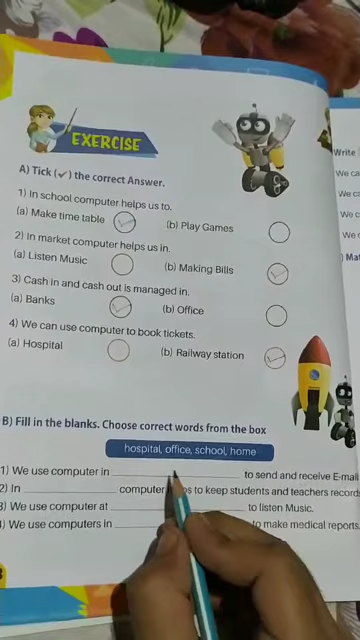 EXERCISE
A) Tick (✓) the correct Answer.
1) In school computer helps us to.
(a) Make time table (b) Play Games
2) In market computer helps us in.
(a) Listen Music (b) Making Bills
3) Cash in and cash out is managed in.
(a) Banks (b) Office
4) We can use computer to book tickets.
(a) Hospital (b) Railway station
B) Fill in the blanks. Choose correct words from the box
hospital, office, school, home
1) We use computer in ____________ to send and receive E-mail
2) In ____________ computer to keep students and teachers records
3) We use computer at ____________ to listen Music.
) We use computers in ____________ to make medical reports.
Write
We ca
We c
We c
We
) Mat